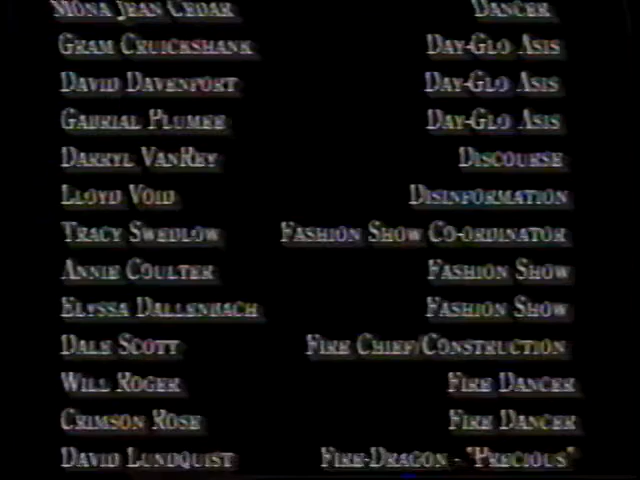 Mona Jean Cedar Dancer
Gram Cruickshank Day-Glo Asis
David Davenport Day-Glo Asis
Gabrial Plumer Day-Glo Asis
Darryl VanRey Discourse
Lloyd Void Disinformation
Tracy Swedlow Fashion Show Co-ordinator
Annie Coulter Fashion Show
Elyssa Dallenbach Fashion Show
Dale Scott Fire Chief/Construction
Will Roger Fire Dancer
Crimson Rose Fire Dancer
David Lundquist Fire-Dragon - "Precious"